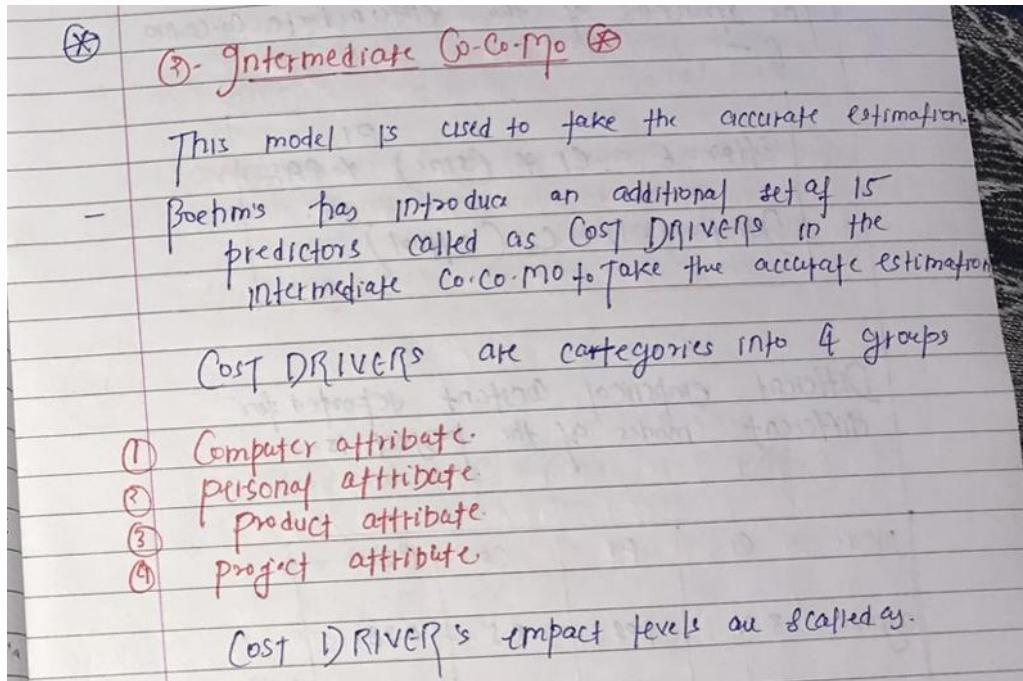 (2)- Intermediate Co-Co-Mo
This model is used to take the accurate estimation.
- Boehm's has introduce an additional set of 15
predictors called as COST DRIVERS in the
intermediate Co.Co.Mo to Take the accurate estimation
COST DRIVERS are cartegories into 4 groups
(1) Computer attribute.
(2) personal attribute
(3) product attribute.
(4) project attribute.
COST DRIVER's empact levels are scalled as.